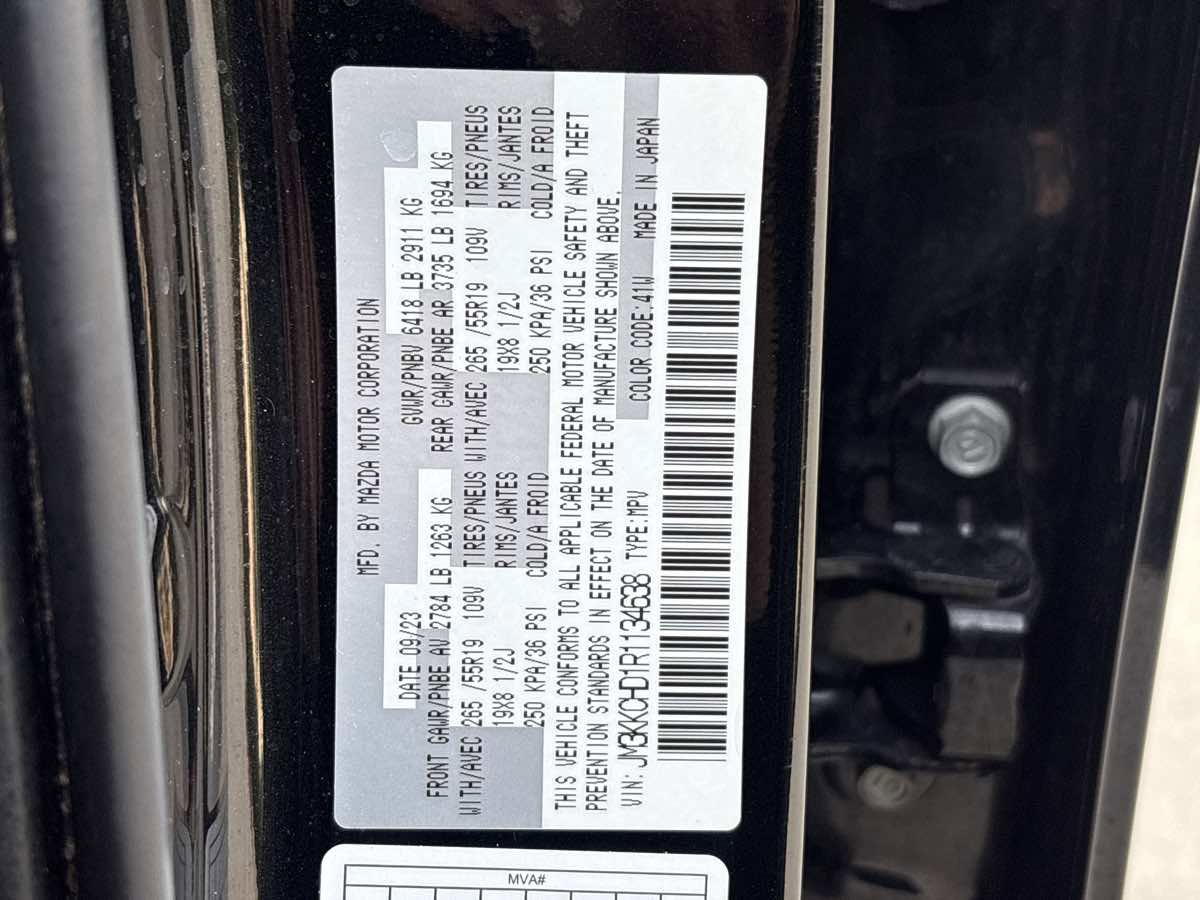 MFD. BY MAZDA MOTOR CORPORATION
DATE 09/23 GVWR/PNBV 6418 LB 2911 KG
FRONT GAWR/PNBE AV 2784 LB 1263 KG REAR GAWR/PNBE AR 3735 LB 1694 KG
WITH/AVEC 265 /55R19 109V TIRES/PNEUS WITH/AVEC 265 /55R19 109V TIRES/PNEUS
19X8 1/2J RIMS/JANTES 19X8 1/2J RIMS/JANTES
250 KPA/36 PSI COLD/A FROID 250 KPA/36 PSI COLD/A FROID
THIS VEHICLE CONFORMS TO ALL APPLICABLE FEDERAL MOTOR VEHICLE SAFETY AND THEFT
PREVENTION STANDARDS IN EFFECT ON THE DATE OF MANUFACTURE SHOWN ABOVE.
VIN: JM3KKCHD1R1134638 TYPE:MPV COLOR CODE:41W MADE IN JAPAN
MVA#